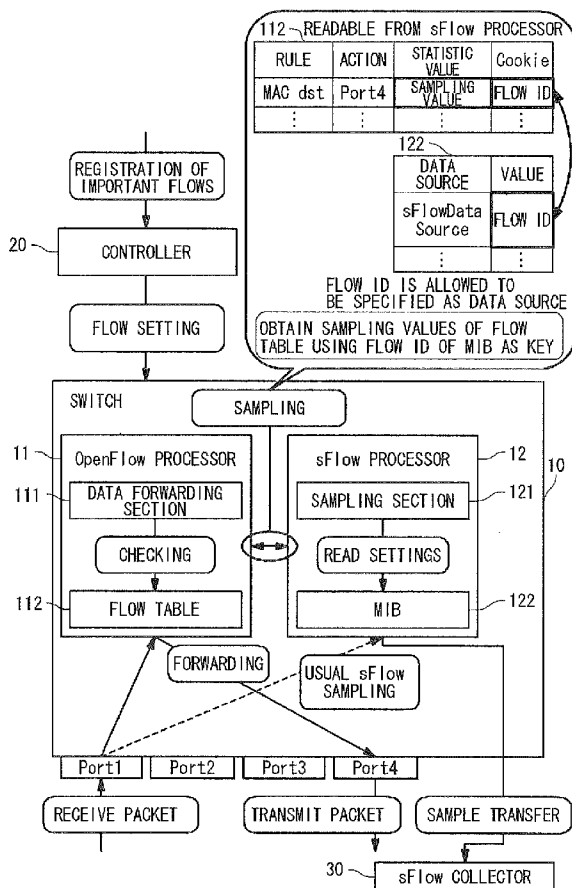 112 READABLE FROM sFlow PROCESSOR
RULE ACTION STATISTIC VALUE Cookie
MAC dst Port4 SAMPLING VALUE FLOW ID
⋮ ⋮ ⋮ ⋮
122
DATA SOURCE VALUE
sFlowData Source FLOW ID
⋮ ⋮
FLOW ID IS ALLOWED TO
BE SPECIFIED AS DATA SOURCE
OBTAIN SAMPLING VALUES OF FLOW
TABLE USING FLOW ID OF MIB AS KEY
REGISTRATION OF
IMPORTANT FLOWS
20
CONTROLLER
FLOW SETTING
SWITCH
SAMPLING
10
11
OpenFlow PROCESSOR
111
DATA FORWARDING
SECTION
CHECKING
112
FLOW TABLE
12
sFlow PROCESSOR
SAMPLING SECTION
121
READ SETTINGS
MIB
122
FORWARDING
USUAL sFlow
SAMPLING
Port1 Port2 Port3 Port4
RECEIVE PACKET
TRANSMIT PACKET
SAMPLE TRANSFER
30
sFlow COLLECTOR